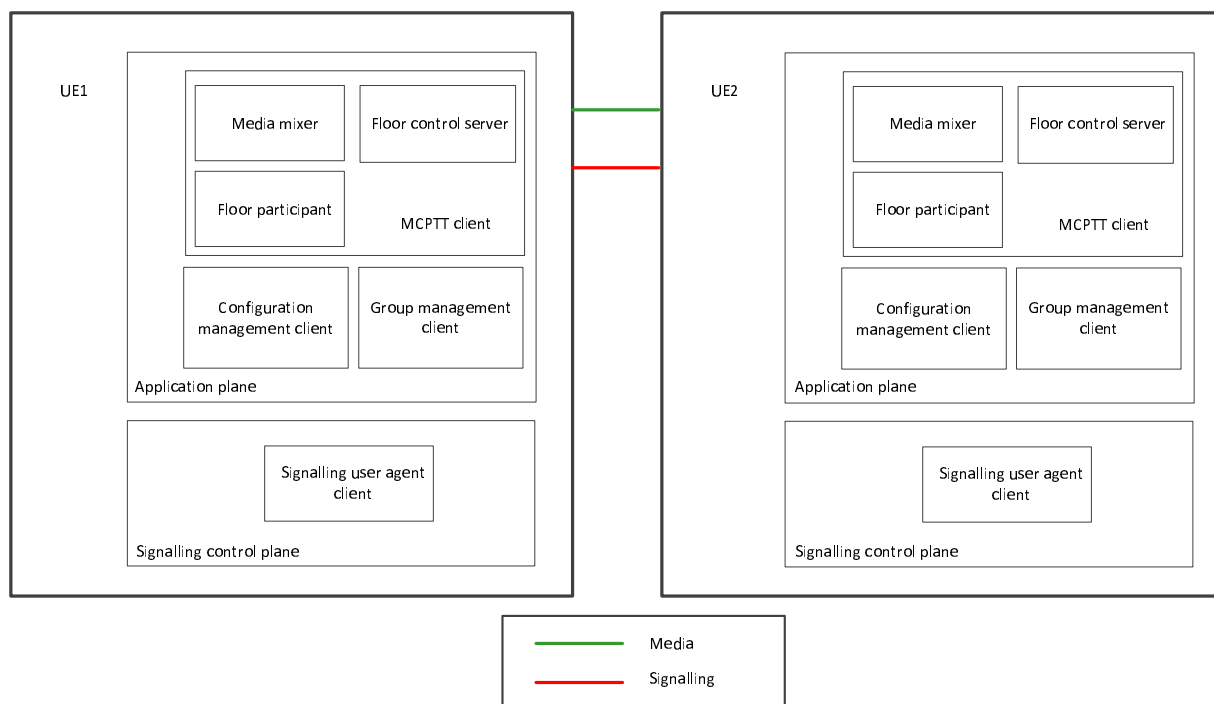 UE1
Media mixer
Floor control server
Floor participant
MCPTT client
Configuration
management client
Group management
client
Application plane
Signalling user agent
client
Signalling control plane
UE2
Media mixer
Floor control server
Floor participant
MCPTT client
Configuration
management client
Group management
client
Application plane
Signalling user agent
client
Signalling control plane
Media
Signalling